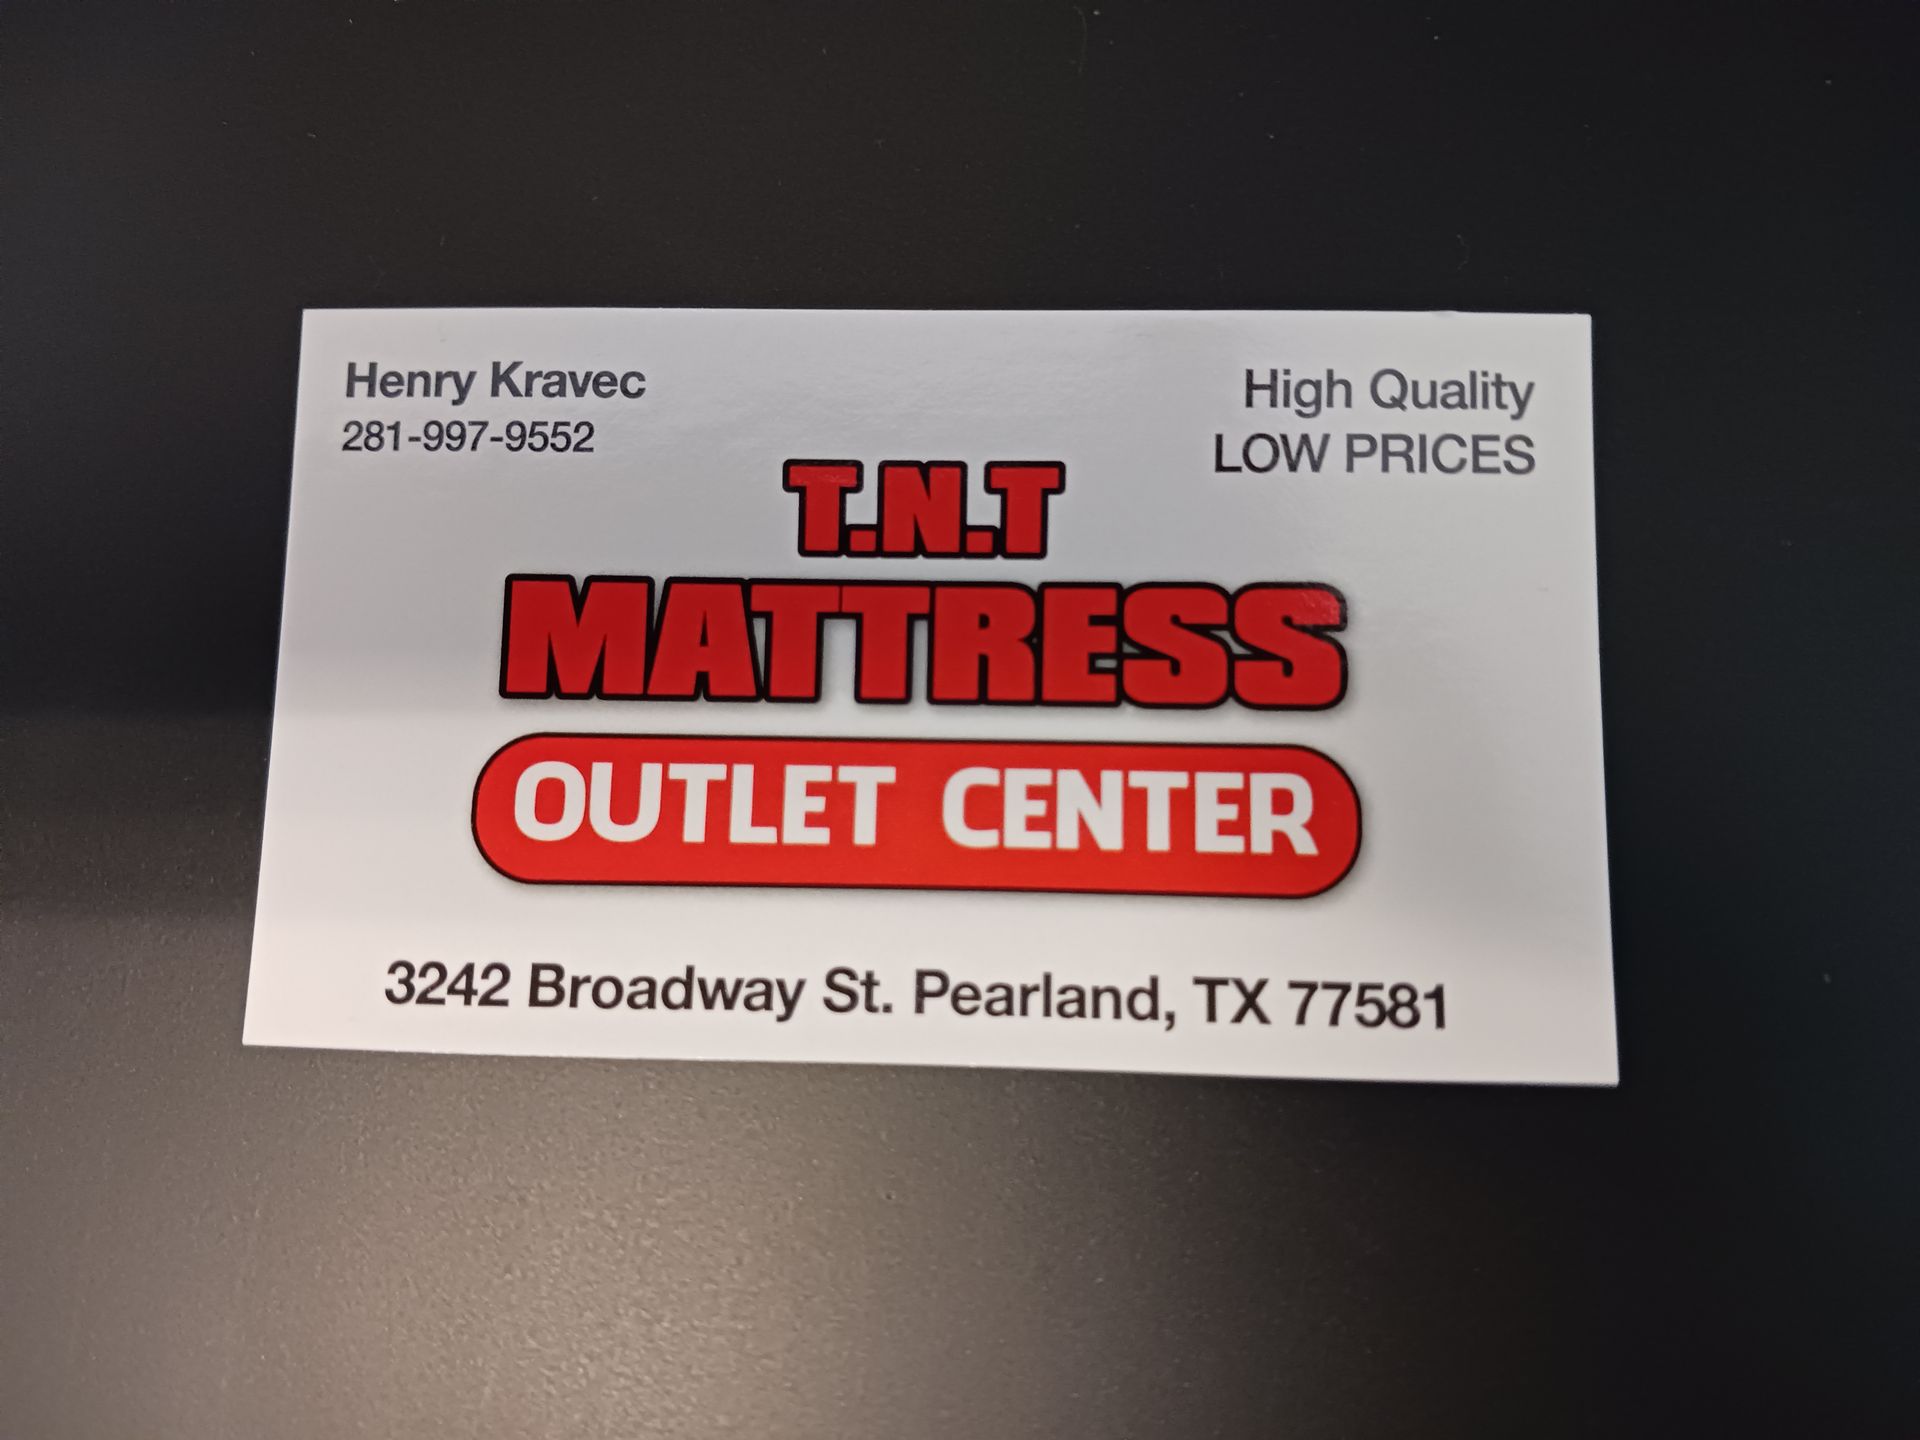 Henry Kravec
281-997-9552
High Quality
LOW PRICES
T.N.T
MATTRESS
OUTLET CENTER
3242 Broadway St. Pearland, TX 77581